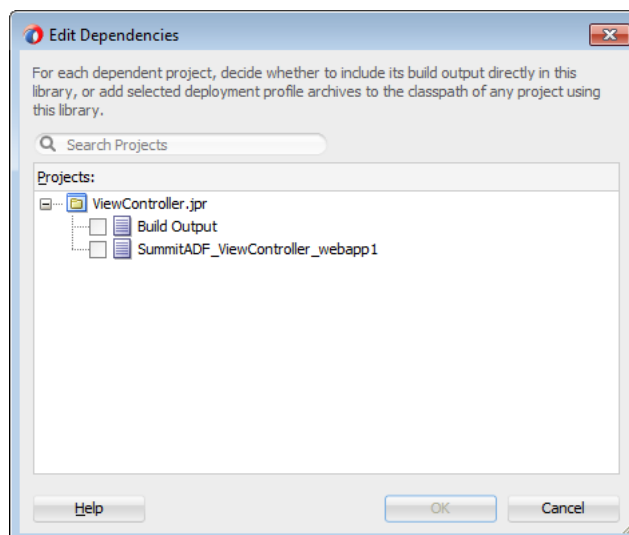 Edit Dependencies
For each dependent project, decide whether to include its build output directly in this
library, or add selected deployment profile archives to the classpath of any project using
this library.
Search Projects
Projects:
ViewController.jpr
Build Output
SummitADF_ViewController_webapp1
Help
OK
Cancel